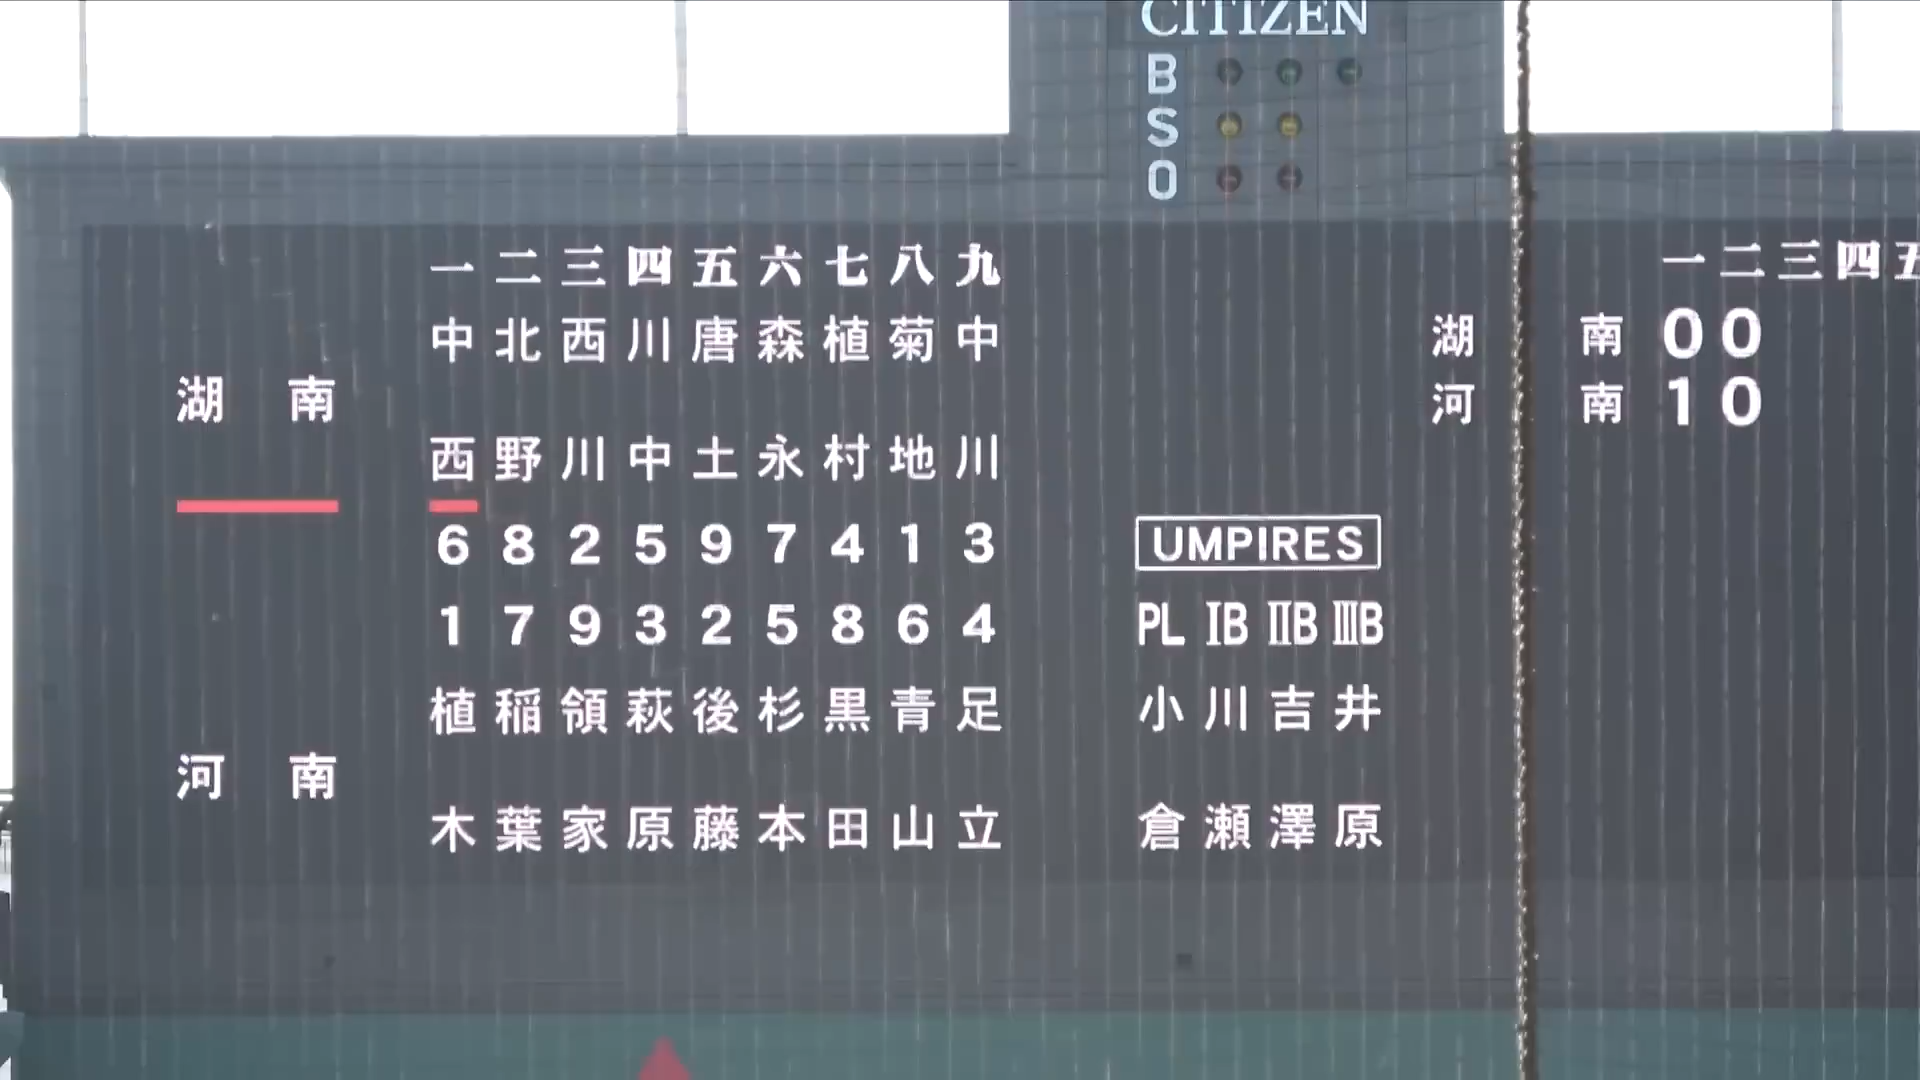 CITIZEN
B
S
O
一 二 三 四 五 六 七 八 九
一 二 三 四 五
中 北 西 川 唐 森 植 菊 中
湖 南 0 0
湖 南
河 南 1 0
西 野 川 中 土 永 村 地 川
6 8 2 5 9 7 4 1 3
UMPIRES
1 7 9 3 2 5 8 6 4
PL IB IIB IIIB
植 稲 領 萩 後 杉 黒 青 足
小 川 吉 井
河 南
木 葉 家 原 藤 本 田 山 立
倉 瀬 澤 原